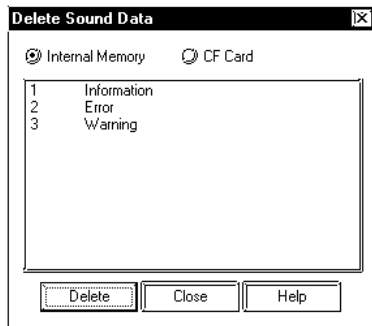 Delete Sound Data
Internal Memory CF Card
1 Information
2 Error
3 Warning
Delete Close Help